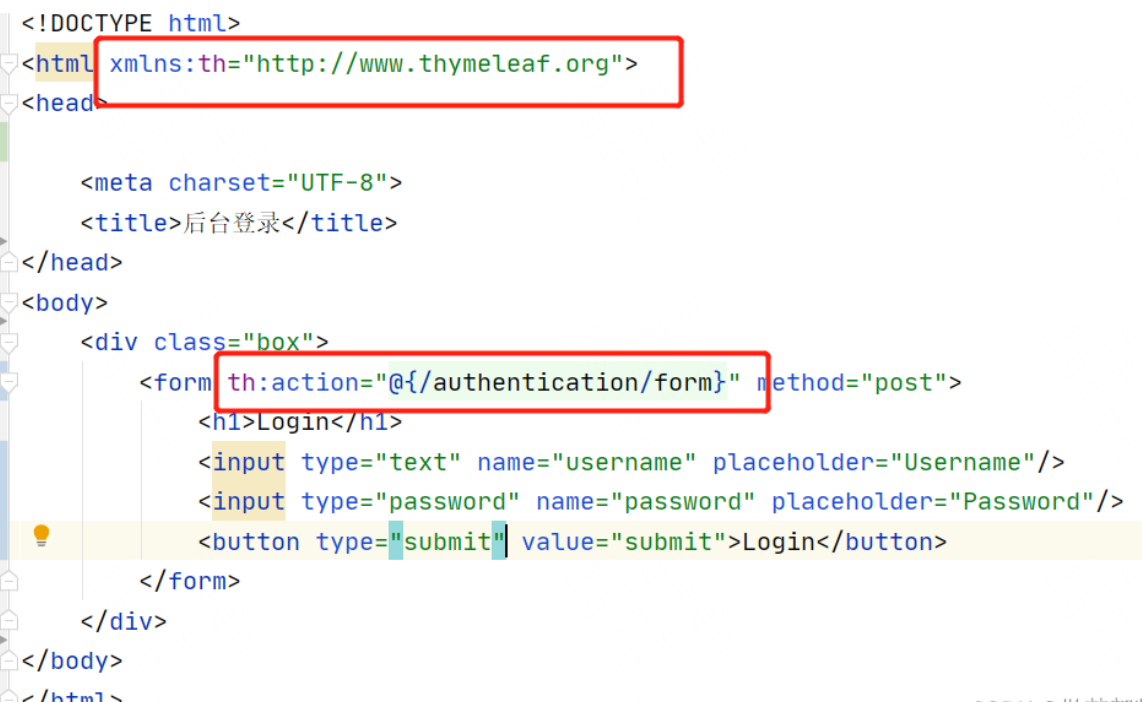 <!DOCTYPE html>
<html xmlns:th="http://www.thymeleaf.org">
<head>
<meta charset="UTF-8">
<title>后台登录</title>
</head>
<body>
<div class="box">
<form th:action="@{/authentication/form}" method="post">
<h1>Login</h1>
<input type="text" name="username" placeholder="Username"/>
<input type="password" name="password" placeholder="Password"/>
<button type="submit" value="submit">Login</button>
</form>
</div>
</body>
</html>